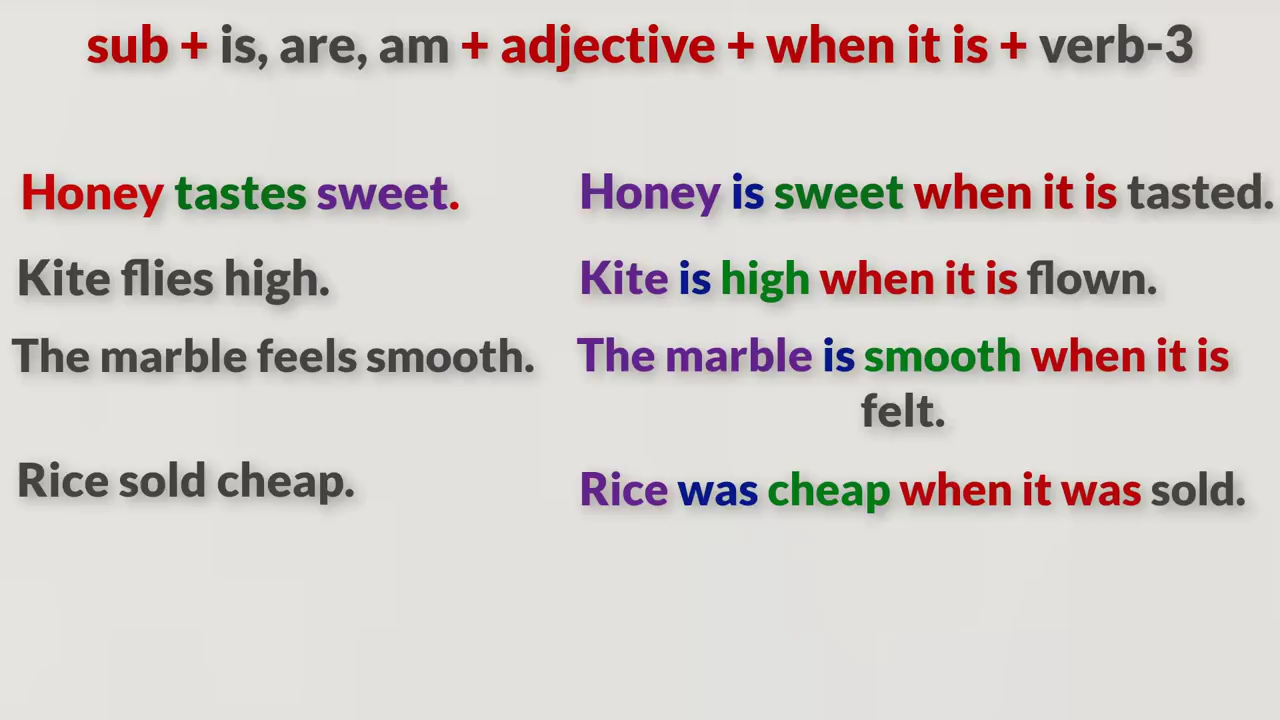 sub + is, are, am + adjective + when it is + verb-3
Honey tastes sweet.
Honey is sweet when it is tasted.
Kite flies high.
Kite is high when it is flown.
The marble feels smooth.
The marble is smooth when it is
felt.
Rice sold cheap.
Rice was cheap when it was sold.